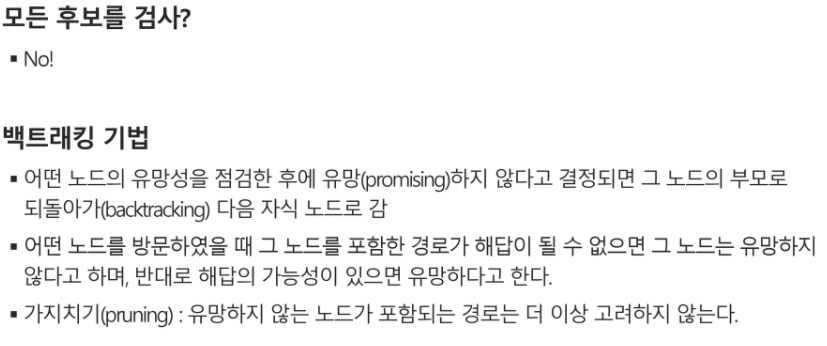 모든 후보를 검사?
▪ No!
백트래킹 기법
▪ 어떤 노드의 유망성을 점검한 후에 유망(promising)하지 않다고 결정되면 그 노드의 부모로
되돌아가(backtracking) 다음 자식 노드로 감
▪ 어떤 노드를 방문하였을 때 그 노드를 포함한 경로가 해답이 될 수 없으면 그 노드는 유망하지
않다고 하며, 반대로 해답의 가능성이 있으면 유망하다고 한다.
▪ 가지치기(pruning) : 유망하지 않는 노드가 포함되는 경로는 더 이상 고려하지 않는다.